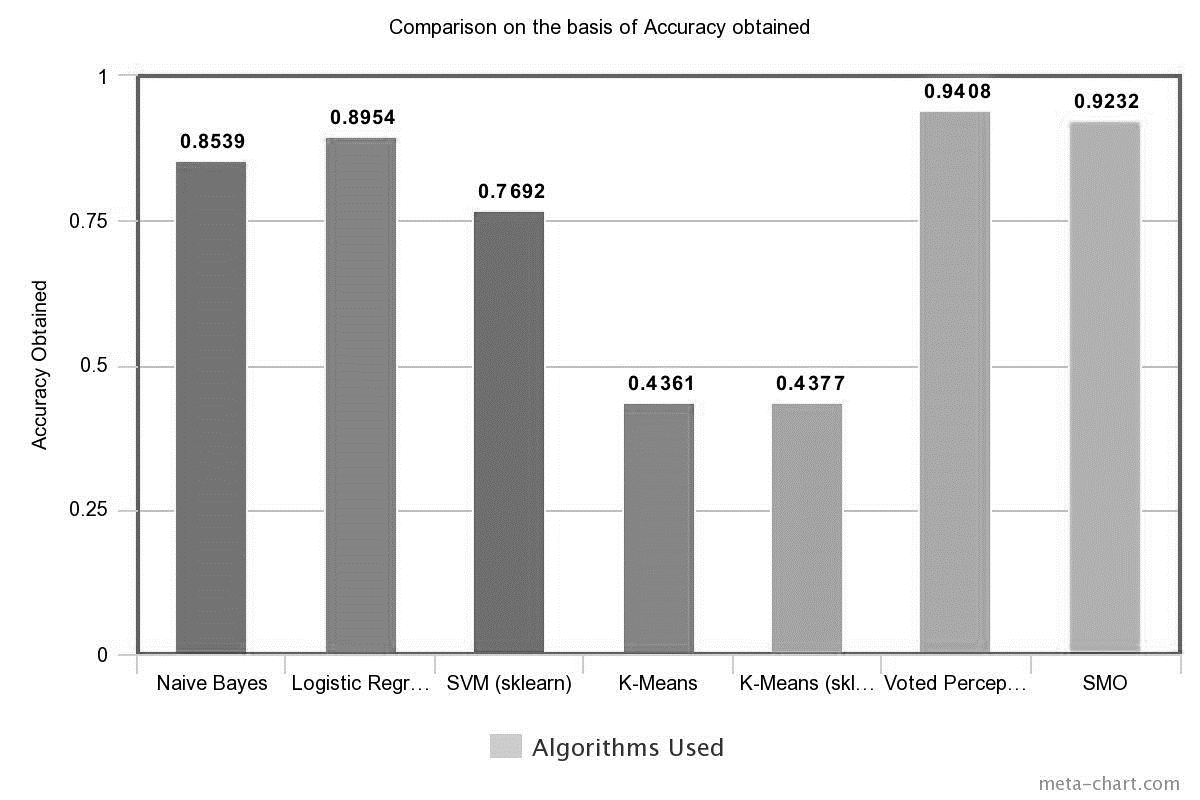 Comparison on the basis of Accuracy obtained
1
0.75
0.5
0.25
0
Accuracy Obtained
0.8539
0.8954
0.7692
0.4361
0.4377
0.9408
0.9232
Naive Bayes
Logistic Regr...
SVM (sklearn)
K-Means
K-Means (skl...
Voted Percep...
SMO
Algorithms Used
meta-chart.com